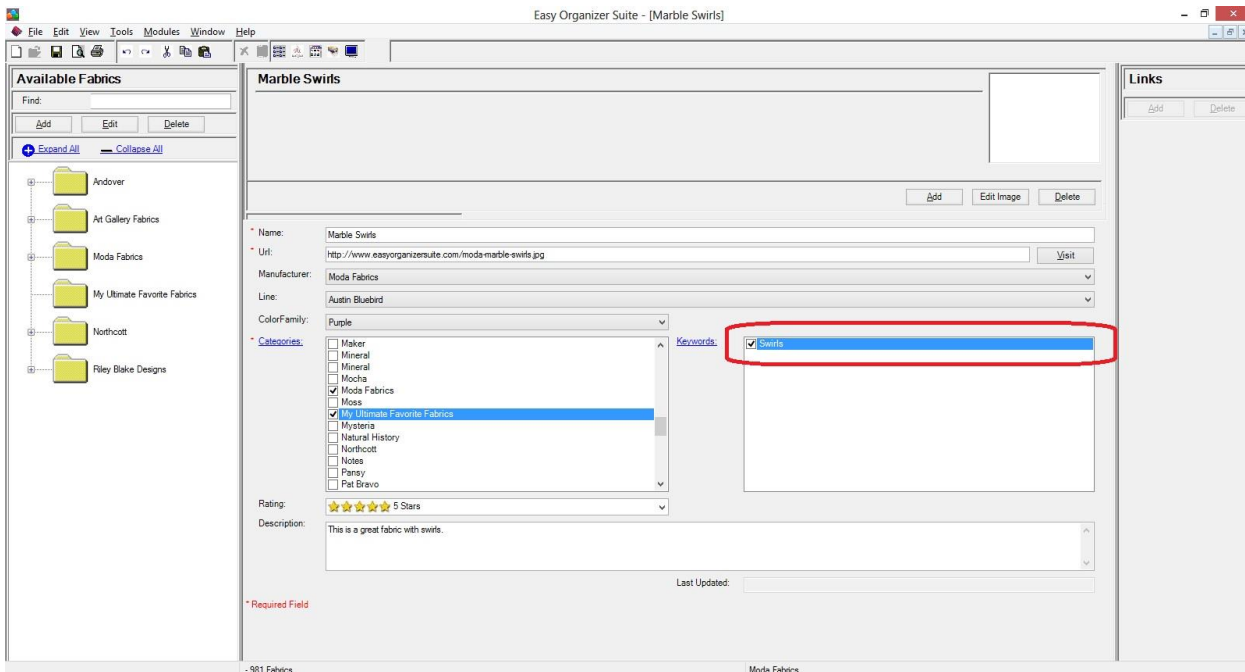 Easy Organizer Suite - [Marble Swirls]
File Edit View Tools Modules Window Help
Available Fabrics
Find:
Add Edit Delete
Expand All Collapse All
Andover
Art Gallery Fabrics
Moda Fabrics
My Ultimate Favorite Fabrics
Northcott
Riley Blake Designs
Marble Swirls
Add Edit Image Delete
* Name: Marble Swirls
* Url: http://www.easyorganizersuite.com/moda-marble-swirls.jpg Visit
Manufacturer: Moda Fabrics
Line: Austin Bluebird
ColorFamily: Purple
* Categories:
Maker
Mineral
Mineral
Mocha
Moda Fabrics
Moss
My Ultimate Favorite Fabrics
Mysteria
Natural History
Northcott
Notes
Pansy
Pat Bravo
Keywords: Swirls
Rating: 5 Stars
Description: This is a great fabric with swirls.
Last Updated:
* Required Field
Links
Add Delete
- 981 Fabrics Moda Fabrics